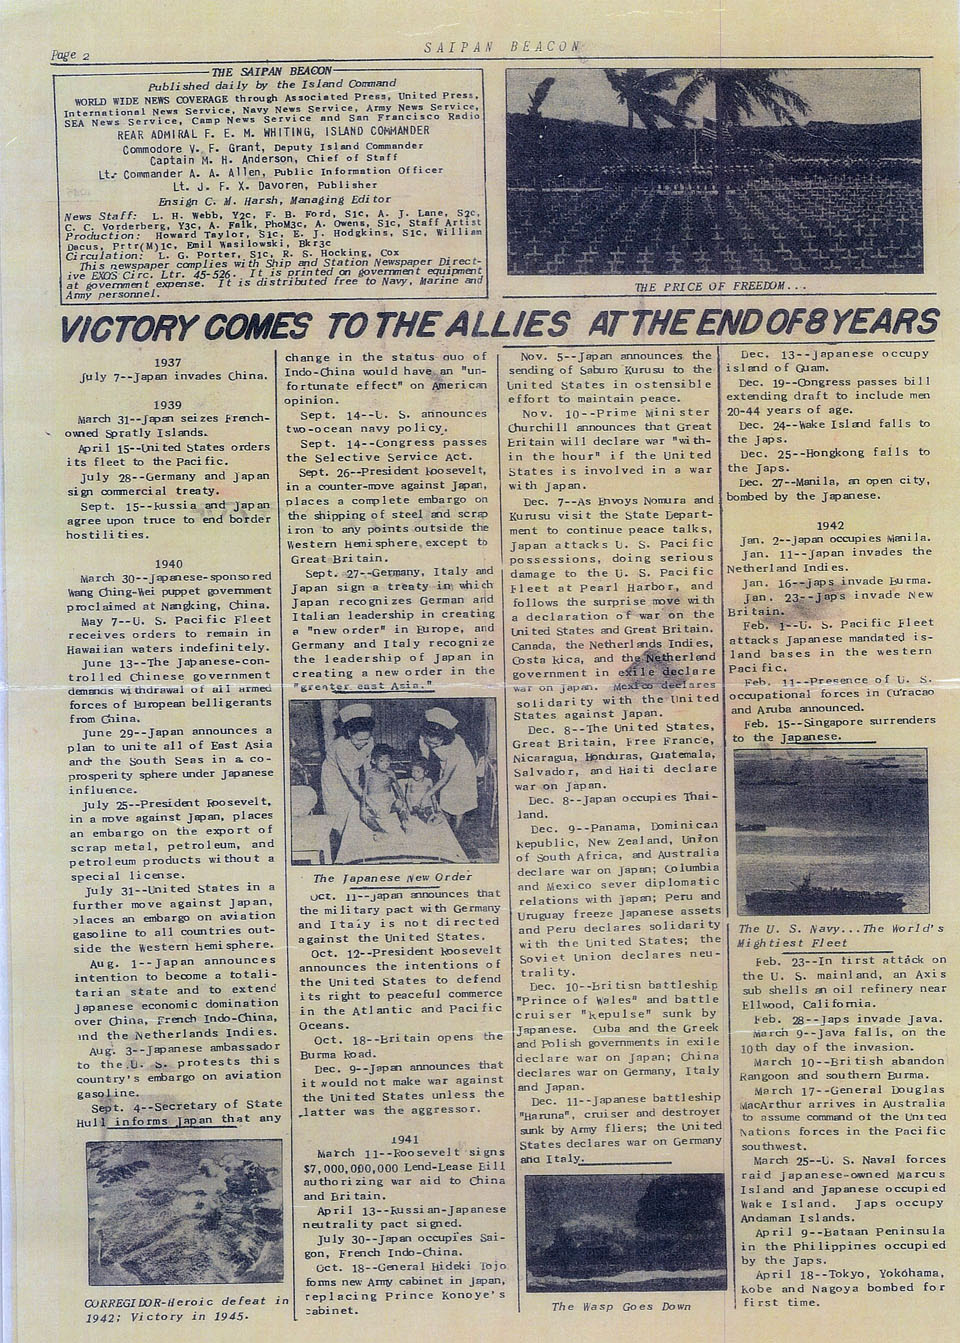 Page 2
SAIPAN BEACON
THE SAIPAN BEACON
Published daily by the Island Command
WORLD WIDE NEWS COVERAGE through Associated Press, United Press,
International News Service, Navy News Service, Army News Service,
SEA News Service, Camp News Service and San Francisco Radio
REAR ADMIRAL F. E. M. WHITING, ISLAND COMMANDER
Commodore V. F. Grant, Deputy Island Commander
Captain M. H. Anderson, Chief of Staff
Lt. Commander A. A. Allen, Public Information Officer
Lt. J. F. X. Davoren, Publisher
Ensign C. M. Harsh, Managing Editor
News Staff: L. H. Webb, Y2c, F. B. Ford, S1c, A. J. Lane, S2c,
C. C. Vorderberg, Y3c, A. Falk, PhoM3c, A. Owens, S1c, Staff Artist
Production: Howard Taylor, S1c, E. J. Hodgkins, S1c, William
Dacus, Prtr(M)1c, Emil Wasilowski, Bkr3c
Circulation: L. G. Porter, S1c, R. S. Hocking, Cox
This newspaper complies with Ship and Station Newspaper Direct-
ive EXOS Circ. Ltr. 45-526. It is printed on government equipment
at government expense. It is distributed free to Navy, Marine and
Army personnel.
THE PRICE OF FREEDOM...
VICTORY COMES TO THE ALLIES AT THE END OF 8 YEARS
1937
July 7--Japan invades China.
1939
March 31--Japan seizes French-
owned Spratly Islands.
April 15--United States orders
its fleet to the Pacific.
July 28--Germany and Japan
sign commercial treaty.
Sept. 15--Russia and Japan
agree upon truce to end border
hostilities.
1940
March 30--Japanese-sponsored
Wang Ching-Wei puppet government
proclaimed at Nangking, China.
May 7--U. S. Pacific Fleet
receives orders to remain in
Hawaiian waters indefinitely.
June 13--The Japanese-con-
trolled Chinese government
demands withdrawal of all armed
forces of European belligerants
from China.
June 29--Japan announces a
plan to unite all of East Asia
and the South Seas in a co-
prosperity sphere under Japanese
influence.
July 25--President Roosevelt,
in a move against Japan, places
an embargo on the export of
scrap metal, petroleum, and
petroleum products without a
special license.
July 31--United States in a
further move against Japan,
places an embargo on aviation
gasoline to all countries out-
side the Western Hemisphere.
Aug. 1--Japan announces
intention to become a totali-
tarian state and to extend
Japanese economic domination
over China, French Indo-China,
and the Netherlands Indies.
Aug. 3--Japanese ambassador
to the U. S. protests this
country's embargo on aviation
gasoline.
Sept. 4--Secretary of State
Hull informs Japan that any
CORREGIDOR-Heroic defeat in
1942; Victory in 1945.
change in the status quo of
Indo-China would have an "un-
fortunate effect" on American
opinion.
Sept. 14--U. S. announces
two-ocean navy policy.
Sept. 14--Congress passes
the Selective Service Act.
Sept. 26--President Roosevelt,
in a counter-move against Japan,
places a complete embargo on
the shipping of steel and scrap
iron to any points outside the
Western Hemisphere except to
Great Britain.
Sept. 27--Germany, Italy and
Japan sign a treaty in which
Japan recognizes German and
Italian leadership in creating
a "new order" in Europe, and
Germany and Italy recognize
the leadership of Japan in
creating a new order in the
"greater east Asia."
The Japanese New Order
Oct. 11--Japan announces that
the military pact with Germany
and Italy is not directed
against the United States.
Oct. 12--President Roosevelt
announces the intentions of
the United States to defend
its right to peaceful commerce
in the Atlantic and Pacific
Oceans.
Oct. 18--Britain opens the
Burma Road.
Dec. 9--Japan announces that
it would not make war against
the United States unless the
latter was the aggressor.
1941
March 11--Roosevelt signs
$7,000,000,000 Lend-Lease Bill
authorizing war aid to China
and Britain.
April 13--Russian-Japanese
neutrality pact signed.
July 30--Japan occupies Sai-
gon, French Indo-China.
Oct. 18--General Hideki Tojo
forms new Army cabinet in Japan,
replacing Prince Konoye's
cabinet.
Nov. 5--Japan announces the
sending of Saburo Kurusu to the
United States in ostensible
effort to maintain peace.
Nov. 10--Prime Minister
Churchill announces that Great
Britain will declare war "with-
in the hour" if the United
States is involved in a war
with Japan.
Dec. 7--As Envoys Nomura and
Kurusu visit the State Depart-
ment to continue peace talks,
Japan attacks U. S. Pacific
possessions, doing serious
damage to the U. S. Pacific
Fleet at Pearl Harbor, and
follows the surprise move with
a declaration of war on the
United States and Great Britain.
Canada, the Netherlands Indies,
Costa Rica, and the Netherland
government in exile declare
war on Japan. Mexico declares
solidarity with the United
States against Japan.
Dec. 8--The United States,
Great Britain, Free France,
Nicaragua, Honduras, Guatemala,
Salvador, and Haiti declare
war on Japan.
Dec. 8--Japan occupies Thai-
land.
Dec. 9--Panama, Dominican
Republic, New Zealand, Union
of South Africa, and Australia
declare war on Japan; Columbia
and Mexico sever diplomatic
relations with Japan; Peru and
Uruguay freeze Japanese assets
and Peru declares solidarity
with the United States; the
Soviet Union declares neu-
trality.
Dec. 10--British battleship
"Prince of Wales" and battle
cruiser "Repulse" sunk by
Japanese. Cuba and the Greek
and Polish governments in exile
declare war on Japan; China
declares war on Germany, Italy
and Japan.
Dec. 11--Japanese battleship
"Haruna", cruiser and destroyer
sunk by Army fliers; the United
States declares war on Germany
and Italy.
The Wasp Goes Down
Dec. 13--Japanese occupy
island of Guam.
Dec. 19--Congress passes bill
extending draft to include men
20-44 years of age.
Dec. 24--Wake Island falls to
the Japs.
Dec. 25--Hongkong falls to
the Japs.
Dec. 27--Manila, an open city,
bombed by the Japanese.
1942
Jan. 2--Japan occupies Manila.
Jan. 11--Japan invades the
Netherland Indies.
Jan. 16--Japs invade Burma.
Jan. 23--Japs invade New
Britain.
Feb. 1--U. S. Pacific Fleet
attacks Japanese mandated is-
land bases in the western
Pacific.
Feb. 11--Presence of U. S.
occupational forces in Curacao
and Aruba announced.
Feb. 15--Singapore surrenders
to the Japanese.
The U. S. Navy...The World's
Mightiest Fleet
Feb. 23--In first attack on
the U. S. mainland, an Axis
sub shells an oil refinery near
Ellwood, California.
Feb. 28--Japs invade Java.
March 9--Java falls, on the
10th day of the invasion.
March 10--British abandon
Rangoon and southern Burma.
March 17--General Douglas
MacArthur arrives in Australia
to assume command of the United
Nations forces in the Pacific
southwest.
March 25--U. S. Naval forces
raid Japanese-owned Marcus
Island and Japanese occupied
Wake Island. Japs occupy
Andaman Islands.
April 9--Bataan Peninsula
in the Philippines occupied
by the Japs.
April 18--Tokyo, Yokohama,
Kobe and Nagoya bombed for
first time.